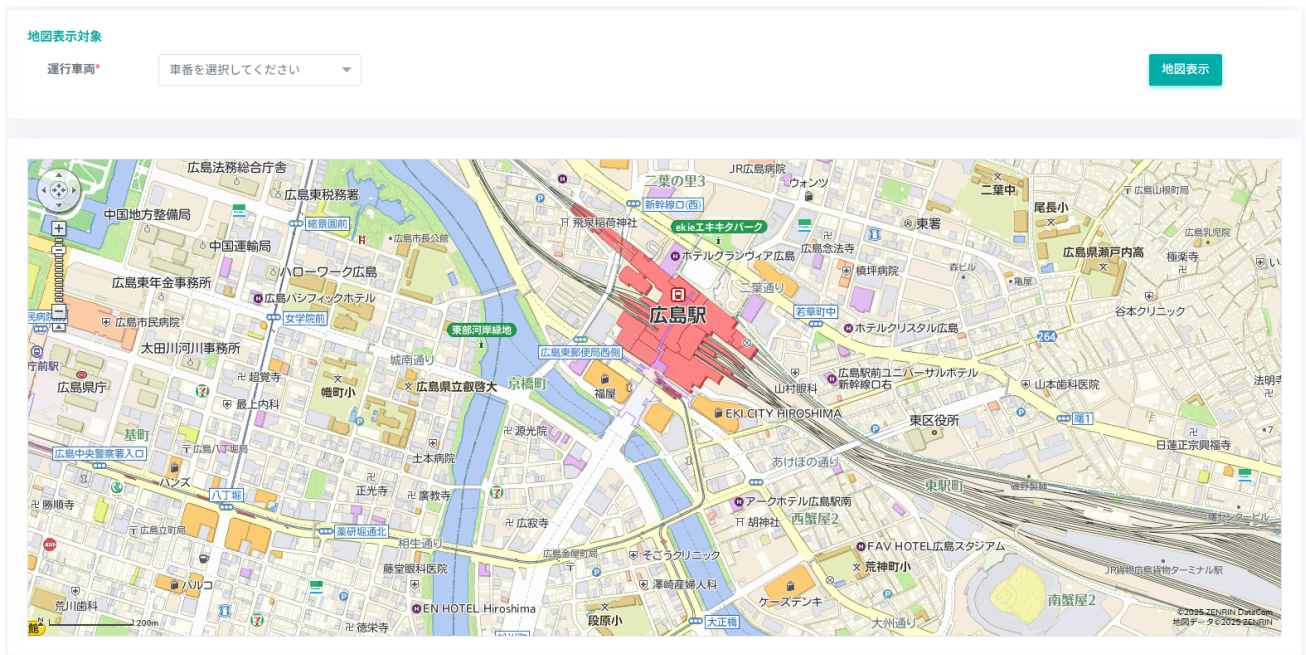 地図表示対象
運行車両*
車番を選択してください
地図表示
広島法務総合庁舎
JR広島病院
二葉の里3
ウォンツ
二葉中
〒広島山根町局
広島東税務署
新幹線口(西)
尾長小
中国地方整備局
縮景園前
飛泉稲荷神社
ekieエキキタパーク
東署
広島乳児院
中国運輸局
広島市長公館
ホテルグランヴィア広島
広島念法寺
広島県瀬戸内高
極楽寺
ハローワーク広島
槙坪病院
森ビル
い
広島東年金事務所
亀屋
二葉通り
広島パシフィックホテル
広島駅
若草町中
谷本クリニック
女学院前
広島市民病院
東部河岸緑地
ホテルクリスタル広島
264
太田川河川事務所
広島東郵便局西側
城南通り
庁前駅
広島駅前ユニバーサルホテル
新幹線口右
超覚寺
広島県庁
幟町小
広島県立叡啓大
京橋町
福屋
山村眼科
山本歯科医院
法明寺
最上内科
EKI CITY HIROSHIMA
東区役所
曙1
基町
源光院
日蓮正宗興福寺
広島中央警察署入口
〒広島八丁堀局
土本病院
あけぼの通り
ハンズ
正光寺
東駅町
磯野製麺
八丁堀
廣教寺
アークホテル広島駅南
勝順寺
広寂寺
胡神社
西蟹屋2
曙センタービル
〒広島立町局
薬研堀通北
相生通り
広島金屋町局
そごうクリニック
FAV HOTEL広島スタジアム
藤堂眼科医院
荒神町小
JR貨物広島貨物ターミナル駅
パルコ
澤崎産婦人科
ケーズデンキ
荒川歯科
EN HOTEL Hiroshima
南蟹屋2
段原小
©2025 ZENRIN DataCom
地図データ©2025 ZENRIN
館
200m
徳栄寺
大正橋
大州通り